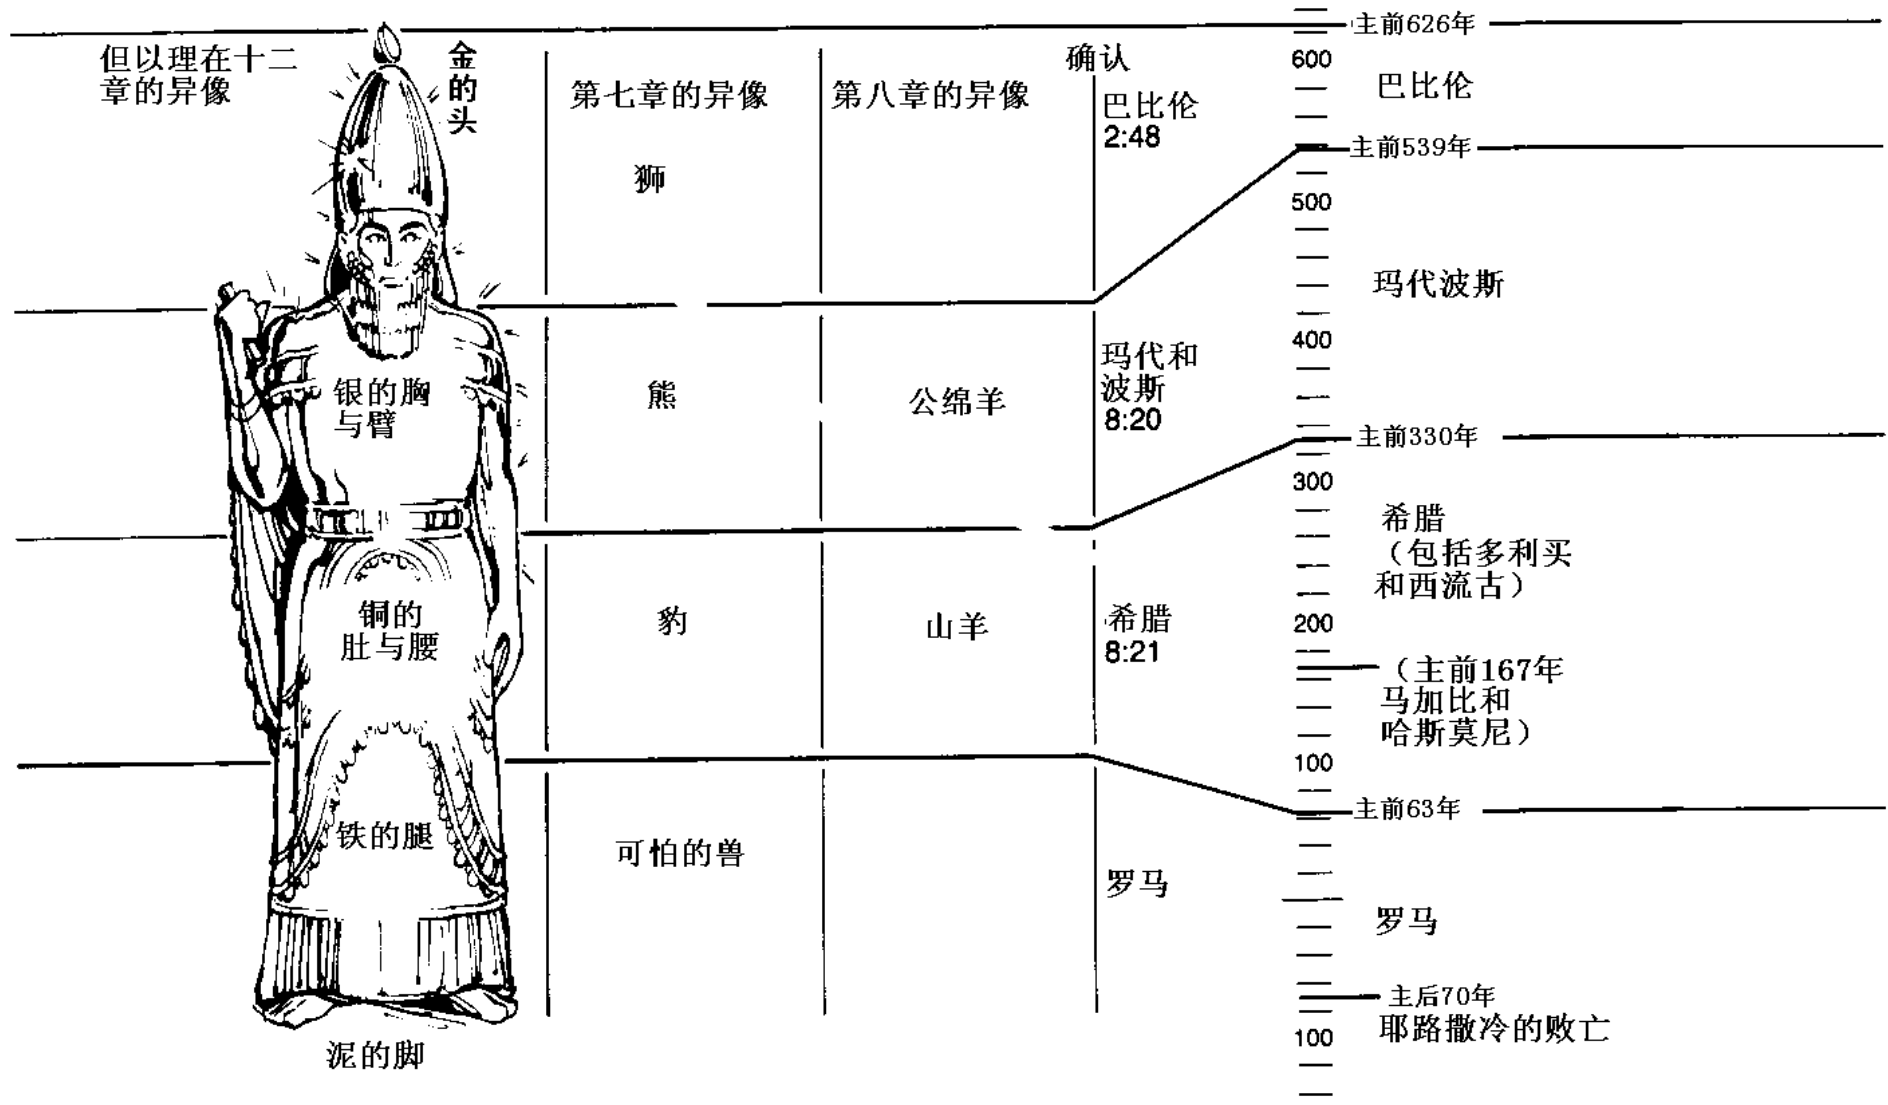 但以理在十二
章的异像
金的头
第七章的异像
第八章的异像
确认
巴比伦
2:48
狮
银的胸
与臂
熊
公绵羊
玛代和
波斯
8:20
铜的
肚与腰
豹
山羊
希腊
8:21
铁的腿
可怕的兽
罗马
泥的脚
主前626年
600
巴比伦
主前539年
500
玛代波斯
400
主前330年
300
希腊
（包括多利买
和西流古）
200
（主前167年
马加比和
哈斯莫尼）
100
主前63年
罗马
主后70年
耶路撒冷的败亡
100